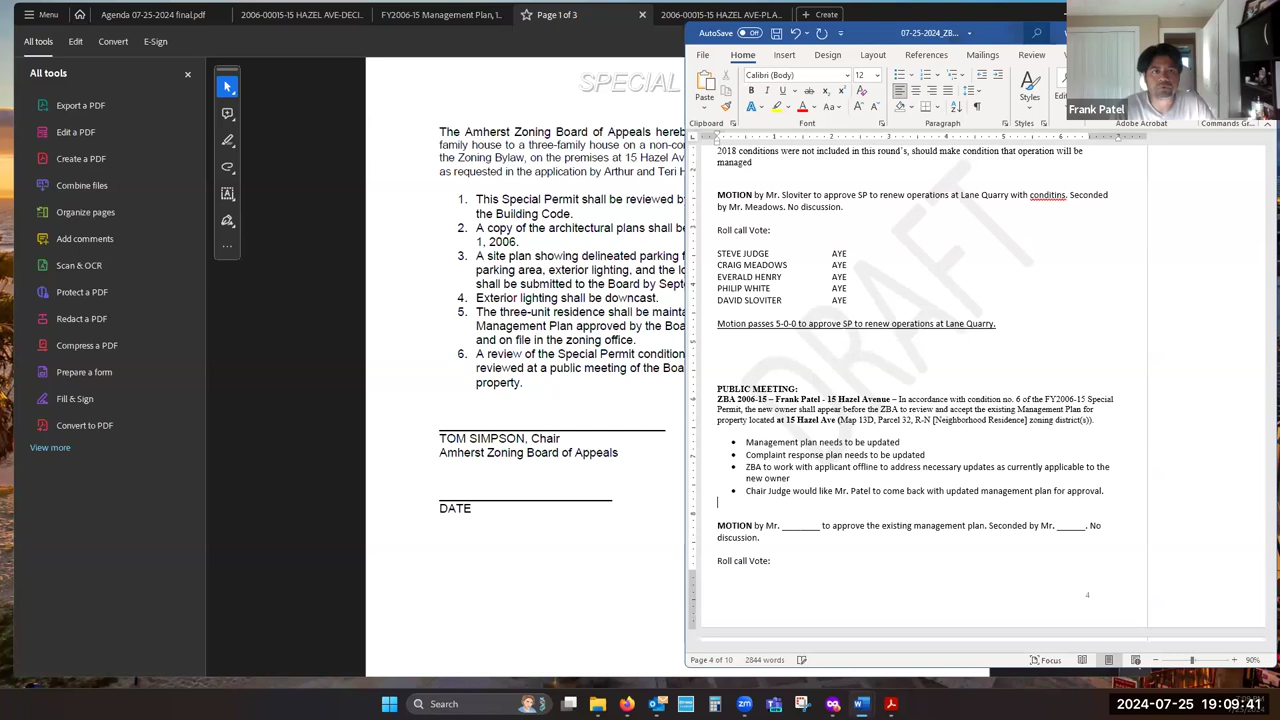 Menu
Agenda 07-25-2024 final.pdf
2006-00015-15 HAZEL AVE-DECI...
FY2006-15 Management Plan, 1...
Page 1 of 3
2006-00015-15 HAZEL AVE-PLA...
Create
All tools
Edit
Convert
E-Sign
All tools
Export a PDF
Edit a PDF
Create a PDF
Combine files
Organize pages
Add comments
Scan & OCR
Protect a PDF
Redact a PDF
Compress a PDF
Prepare a form
Fill & Sign
Convert to PDF
View more
SPECIAL
The Amherst Zoning Board of Appeals hereb
family house to a three-family house on a non-co
the Zoning Bylaw, on the premises at 15 Hazel Av
as requested in the application by Arthur and Teri H
1. This Special Permit shall be reviewed by
the Building Code.
2. A copy of the architectural plans shall be
1, 2006.
3. A site plan showing delineated parking f
parking area, exterior lighting, and the lo
shall be submitted to the Board by Septe
4. Exterior lighting shall be downcast.
5. The three-unit residence shall be mainta
Management Plan approved by the Boa
and on file in the zoning office.
6. A review of the Special Permit condition
reviewed at a public meeting of the Boa
property.
TOM SIMPSON, Chair
Amherst Zoning Board of Appeals
DATE
AutoSave Off
07-25-2024_ZB...
File
Home
Insert
Design
Layout
References
Mailings
Review
Calibri (Body)
12
Paste
Styles
Clipboard
Font
Paragraph
Styles
Adobe Acrobat
Commands Gr...
Frank Patel
DRAFT
2018 conditions were not included in this round's, should make condition that operation will be
managed
MOTION by Mr. Sloviter to approve SP to renew operations at Lane Quarry with conditins. Seconded
by Mr. Meadows. No discussion.
Roll call Vote:
STEVE JUDGE AYE
CRAIG MEADOWS AYE
EVERALD HENRY AYE
PHILIP WHITE AYE
DAVID SLOVITER AYE
Motion passes 5-0-0 to approve SP to renew operations at Lane Quarry.
PUBLIC MEETING:
ZBA 2006-15 – Frank Patel - 15 Hazel Avenue – In accordance with condition no. 6 of the FY2006-15 Special
Permit, the new owner shall appear before the ZBA to review and accept the existing Management Plan for
property located at 15 Hazel Ave (Map 13D, Parcel 32, R-N [Neighborhood Residence] zoning district(s)).
• Management plan needs to be updated
• Complaint response plan needs to be updated
• ZBA to work with applicant offline to address necessary updates as currently applicable to the
new owner
• Chair Judge would like Mr. Patel to come back with updated management plan for approval.
MOTION by Mr. ________ to approve the existing management plan. Seconded by Mr. ______. No
discussion.
Roll call Vote:
4
Page 4 of 10
2844 words
Focus
90%
Search
2024-07-25 19:09:41